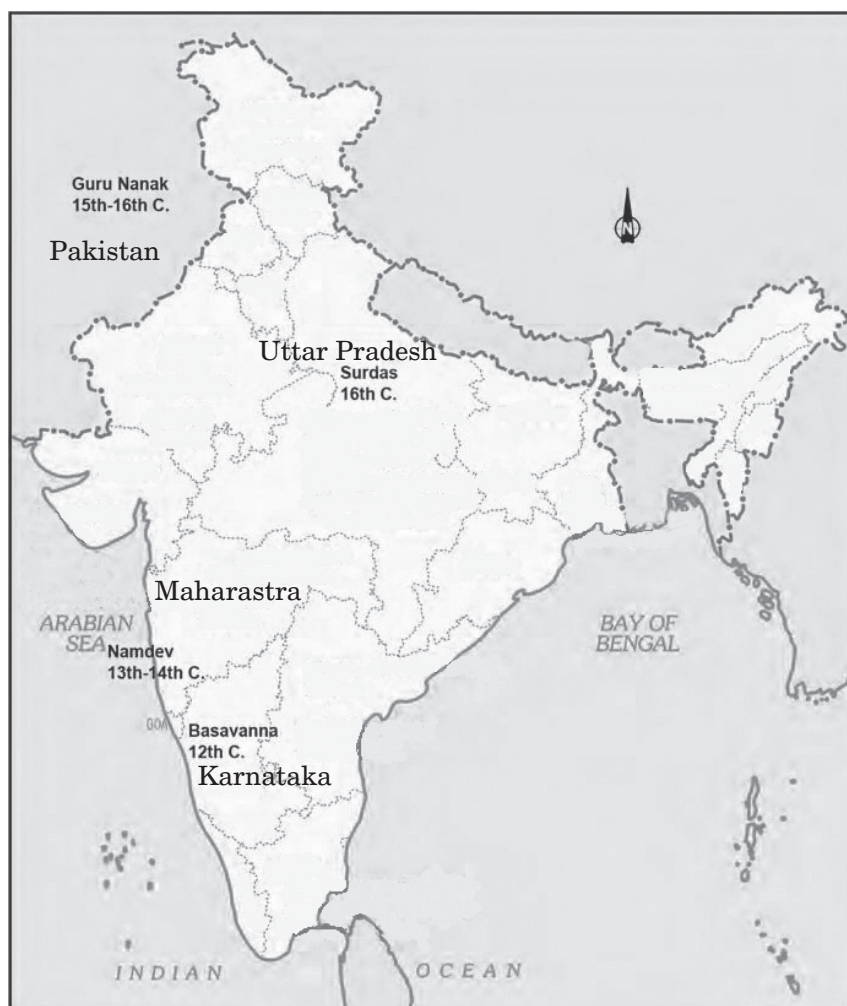 Guru Nanak
15th-16th C.
Pakistan
N
Uttar Pradesh
Surdas
16th C.
Maharastra
ARABIAN
SEA
BAY OF
BENGAL
Namdev
13th-14th C.
GOA
Basavanna
12th C.
Karnataka
INDIAN OCEAN